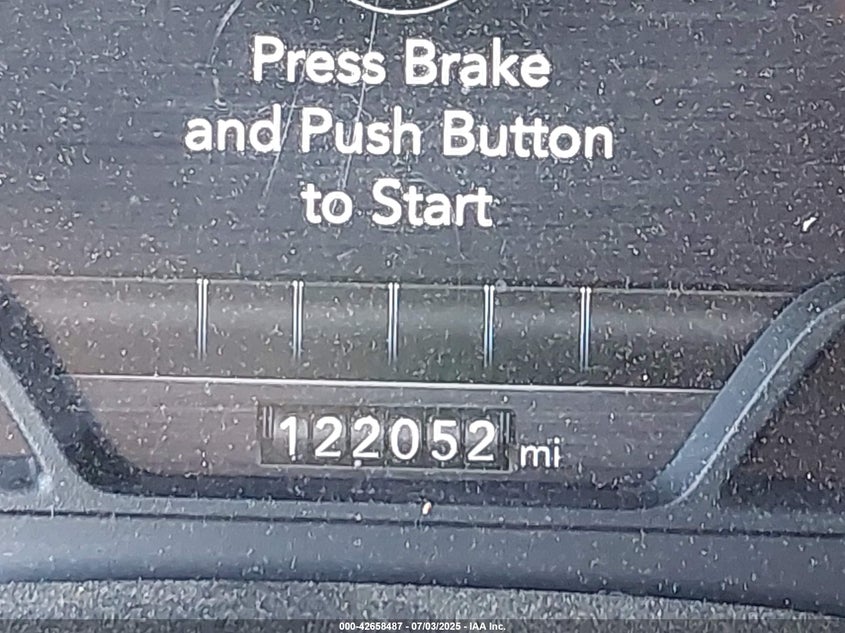 Press Brake
and Push Button
to Start
122052 mi
000-42658487 - 07/03/2025 - IAA Inc.